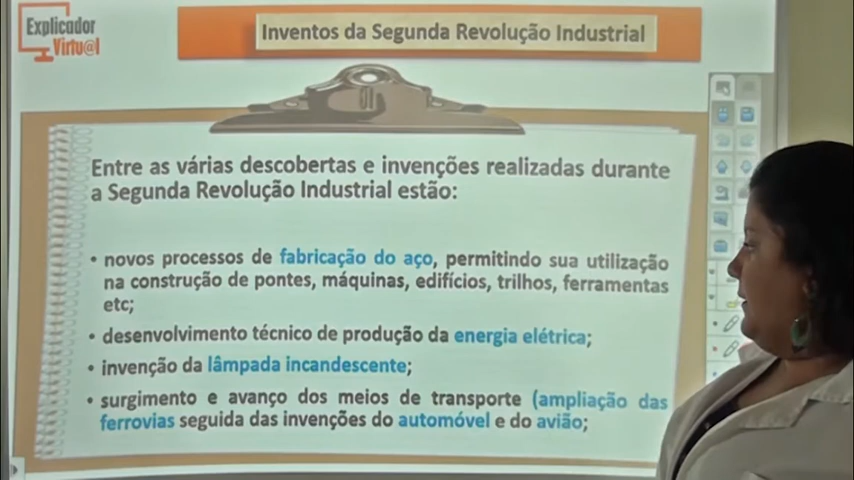 Explicador
Virtu@l
Inventos da Segunda Revolução Industrial
Entre as várias descobertas e invenções realizadas durante
a Segunda Revolução Industrial estão:
• novos processos de fabricação do aço, permitindo sua utilização
na construção de pontes, máquinas, edifícios, trilhos, ferramentas
etc;
• desenvolvimento técnico de produção da energia elétrica;
• invenção da lâmpada incandescente;
• surgimento e avanço dos meios de transporte (ampliação das
ferrovias seguida das invenções do automóvel e do avião;